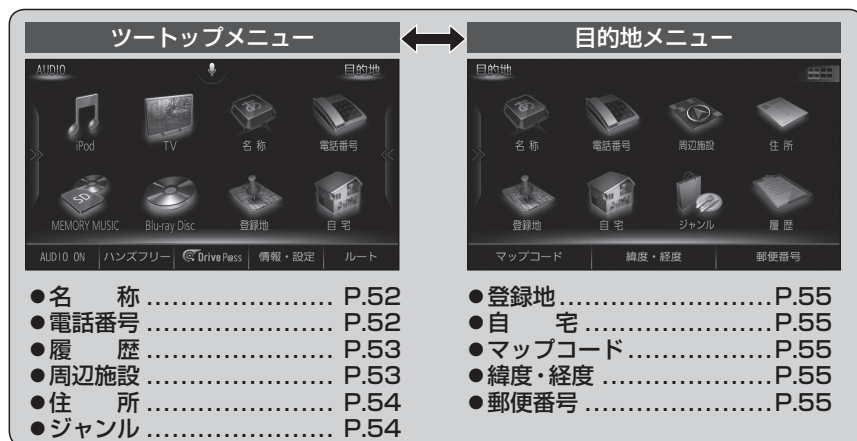 ツートップメニュー
AUDIO 目的地
iPod TV 名 称 電話番号
MEMORY MUSIC Blu-ray Disc 登録地 自 宅
SD
AUDIO ON ハンズフリー Drive P@ss 情報・設定 ルート
●名　　称 ........................ P.52
●電話番号 ........................ P.52
●履　　歴 ........................ P.53
●周辺施設 ........................ P.53
●住　　所 ........................ P.54
●ジャンル ........................ P.54
目的地メニュー
目的地
名 称 電話番号 周辺施設 住 所
登録地 自 宅 ジャンル 履 歴
マップコード 緯度・経度 郵便番号
●登録地 ........................ P.55
●自　　宅 ........................ P.55
●マップコード ................. P.55
●緯度・経度 ..................... P.55
●郵便番号 ........................ P.55